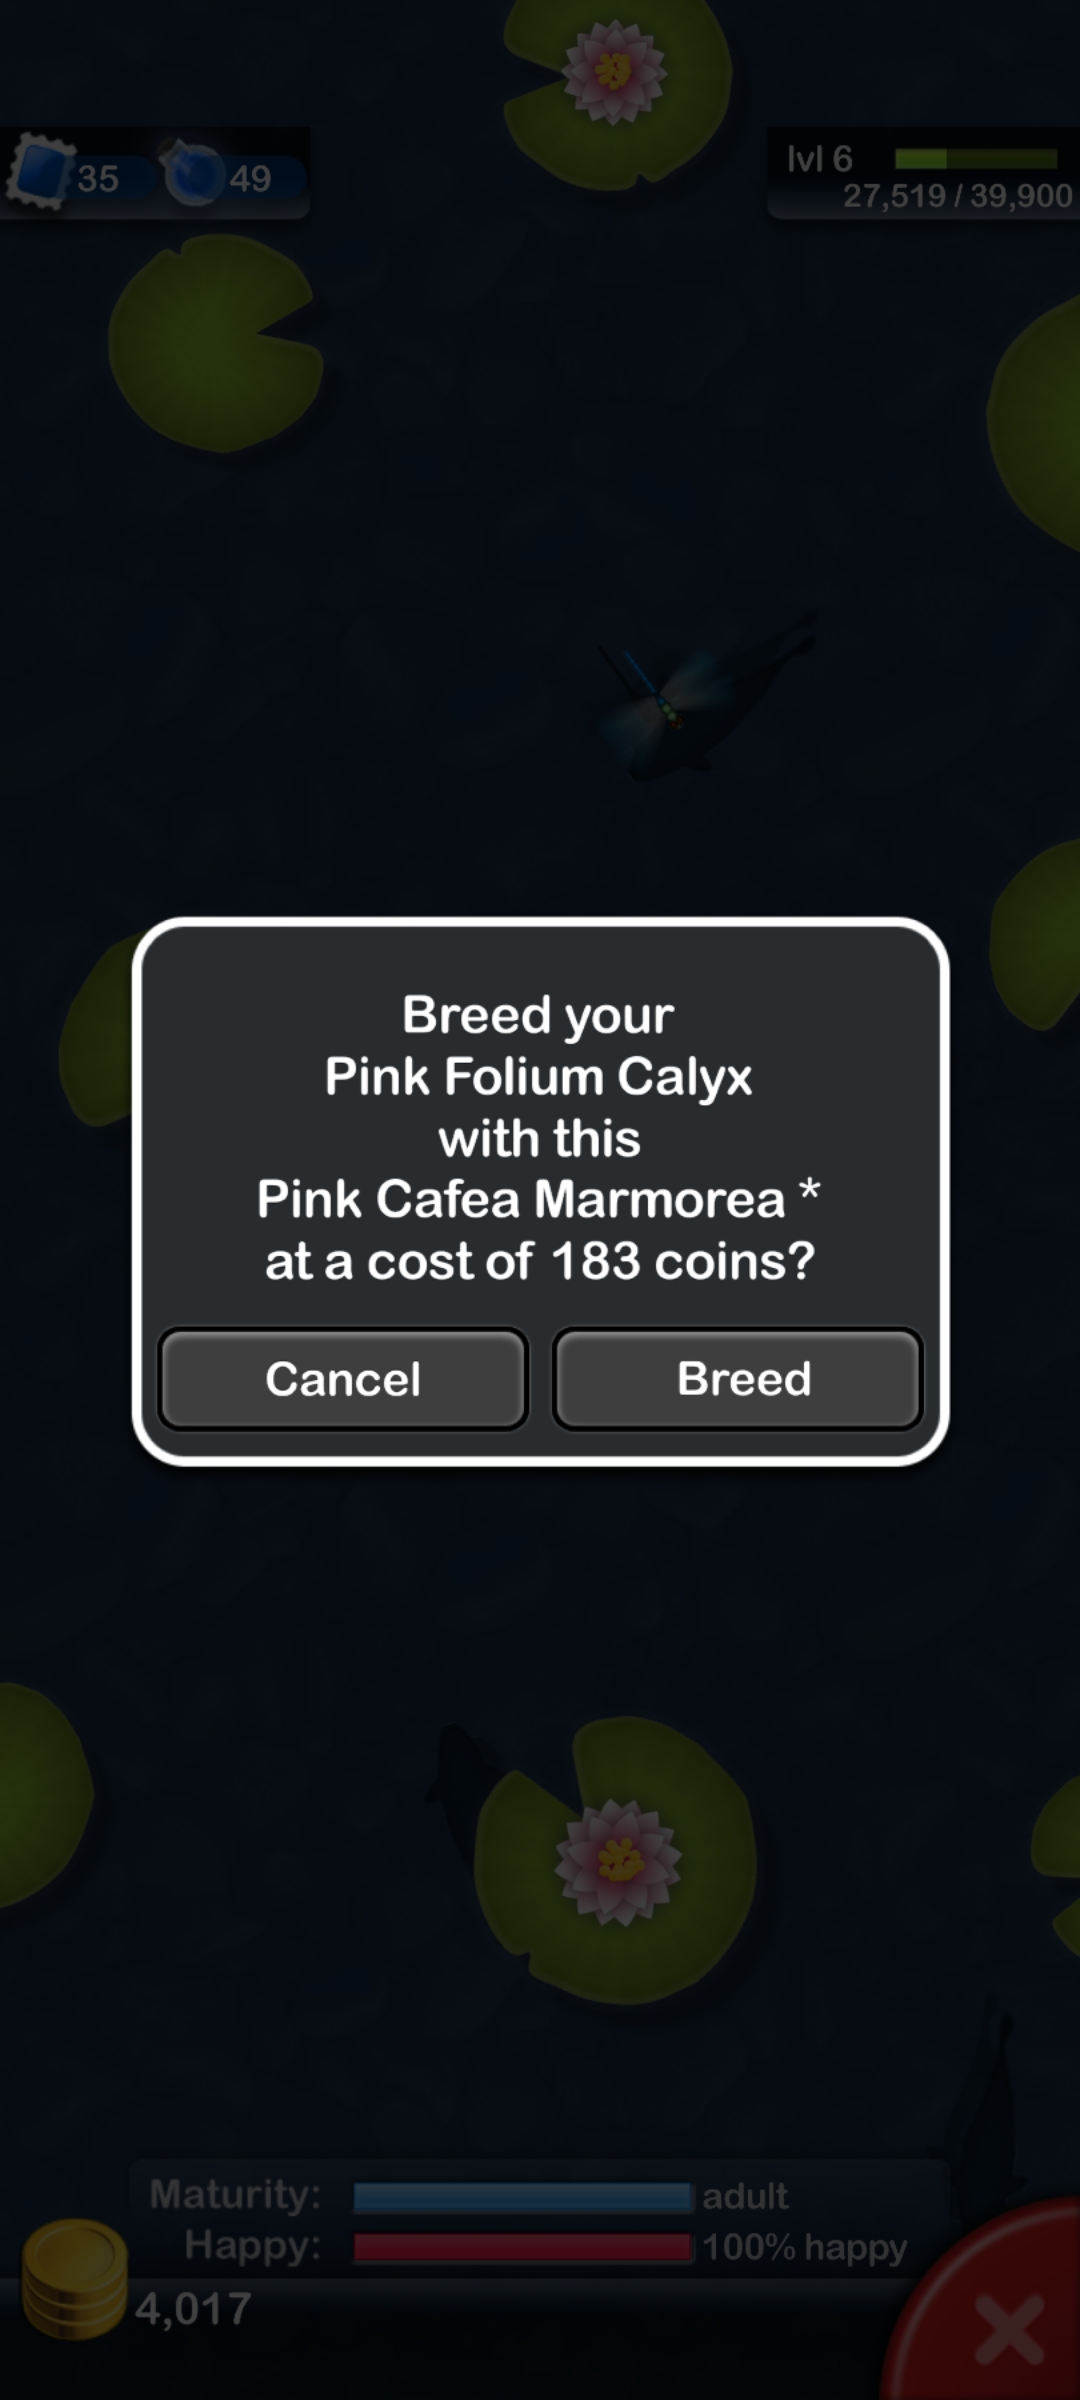 35
49
lvl 6
27,519 / 39,900
Breed your
Pink Folium Calyx
with this
Pink Cafea Marmorea *
at a cost of 183 coins?
Cancel
Breed
Maturity: adult
Happy: 100% happy
4,017